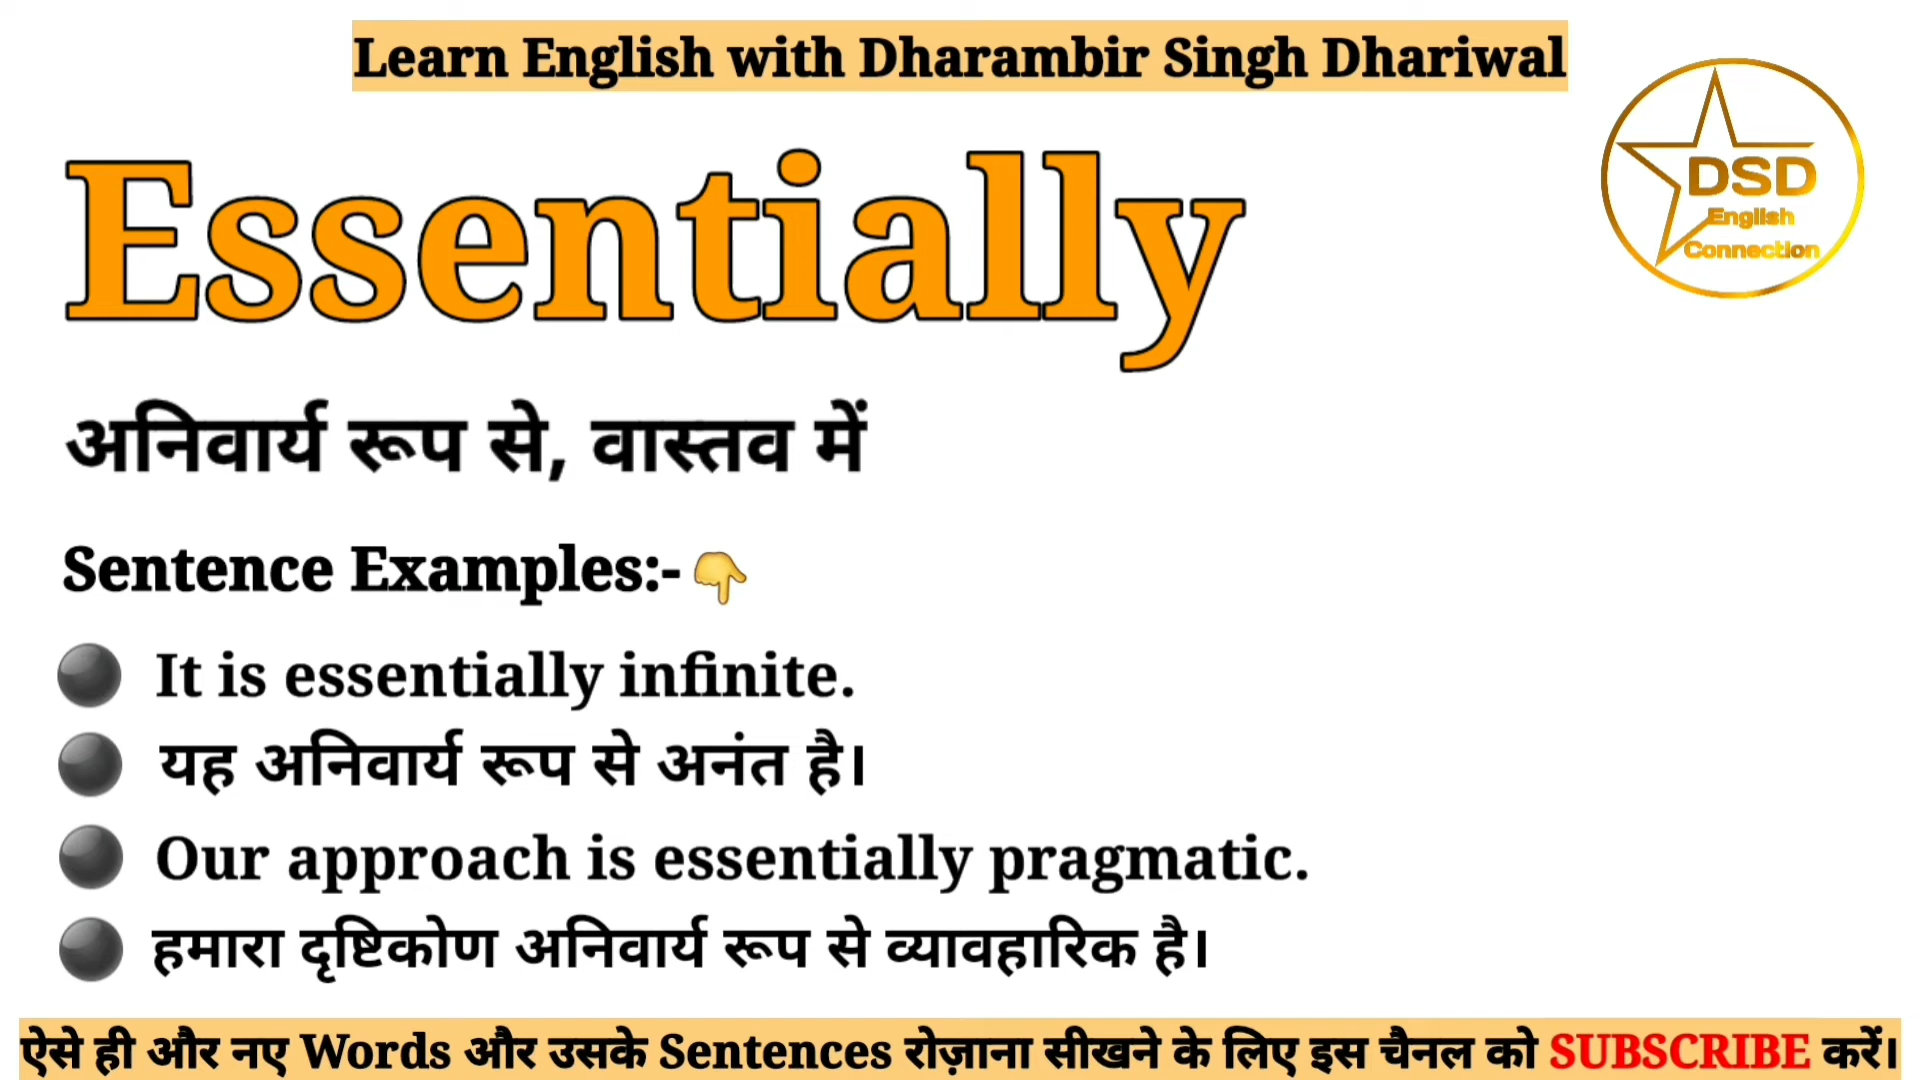 Learn English with Dharambir Singh Dhariwal
DSD
English
Connection
Essentially
अनिवार्य रूप से, वास्तव में
Sentence Examples:- 👇
It is essentially infinite.
यह अनिवार्य रूप से अनंत है।
Our approach is essentially pragmatic.
हमारा दृष्टिकोण अनिवार्य रूप से व्यावहारिक है।
ऐसे ही और नए Words और उसके Sentences रोज़ाना सीखने के लिए इस चैनल को SUBSCRIBE करें।